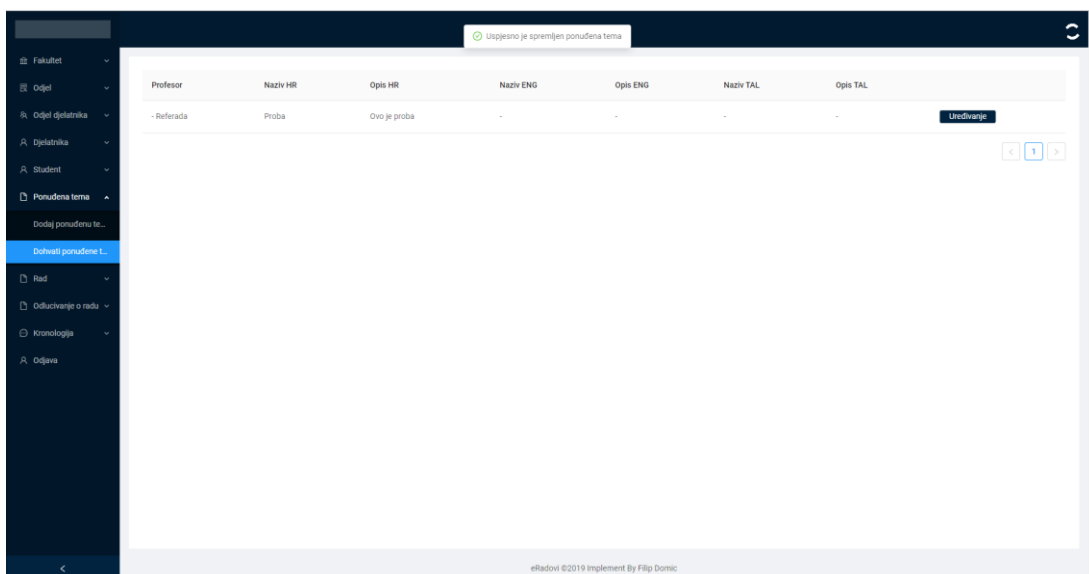 Uspjesno je spremljen ponuđena tema
Fakultet
Odjel
Odjel djelatnika
Djelatnika
Student
Ponuđena tema
Dodaj ponuđenu te...
Dohvati ponuđene t...
Rad
Odlucivanje o radu
Kronologija
Odjava
Profesor Naziv HR Opis HR Naziv ENG Opis ENG Naziv TAL Opis TAL
- Referada Proba Ovo je proba - - - - Uređivanje
< 1 >
<
eRadovi ©2019 Implement By Filip Domic